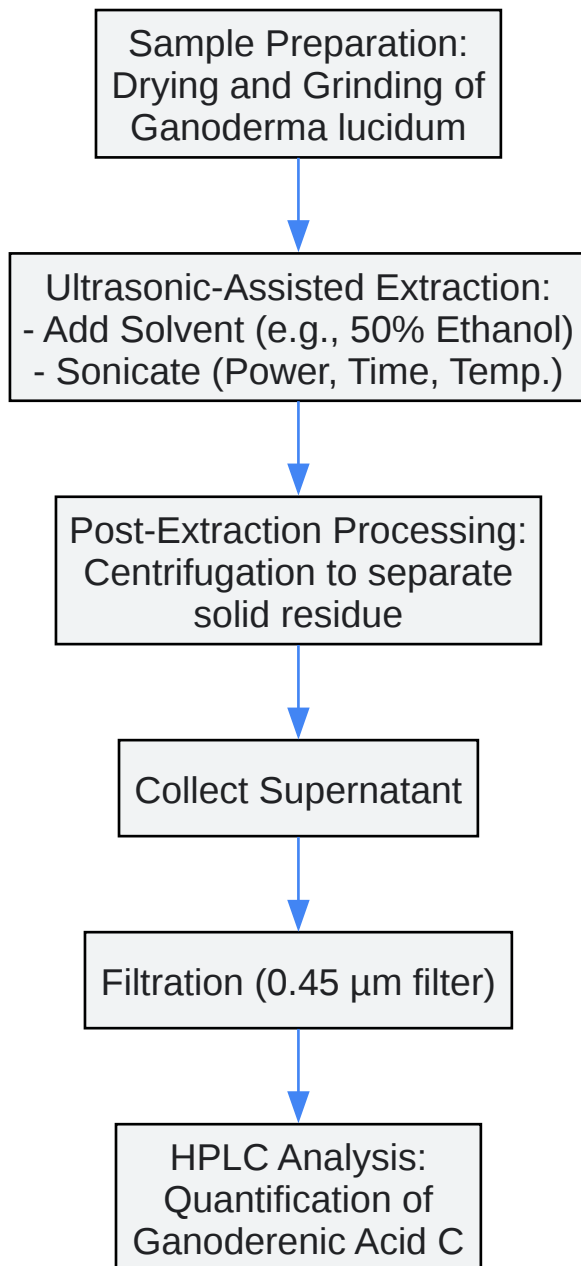 Sample Preparation:
Drying and Grinding of
Ganoderma lucidum
Ultrasonic-Assisted Extraction:
- Add Solvent (e.g., 50% Ethanol)
- Sonicate (Power, Time, Temp.)
Post-Extraction Processing:
Centrifugation to separate
solid residue
Collect Supernatant
Filtration (0.45 µm filter)
HPLC Analysis:
Quantification of
Ganoderenic Acid C